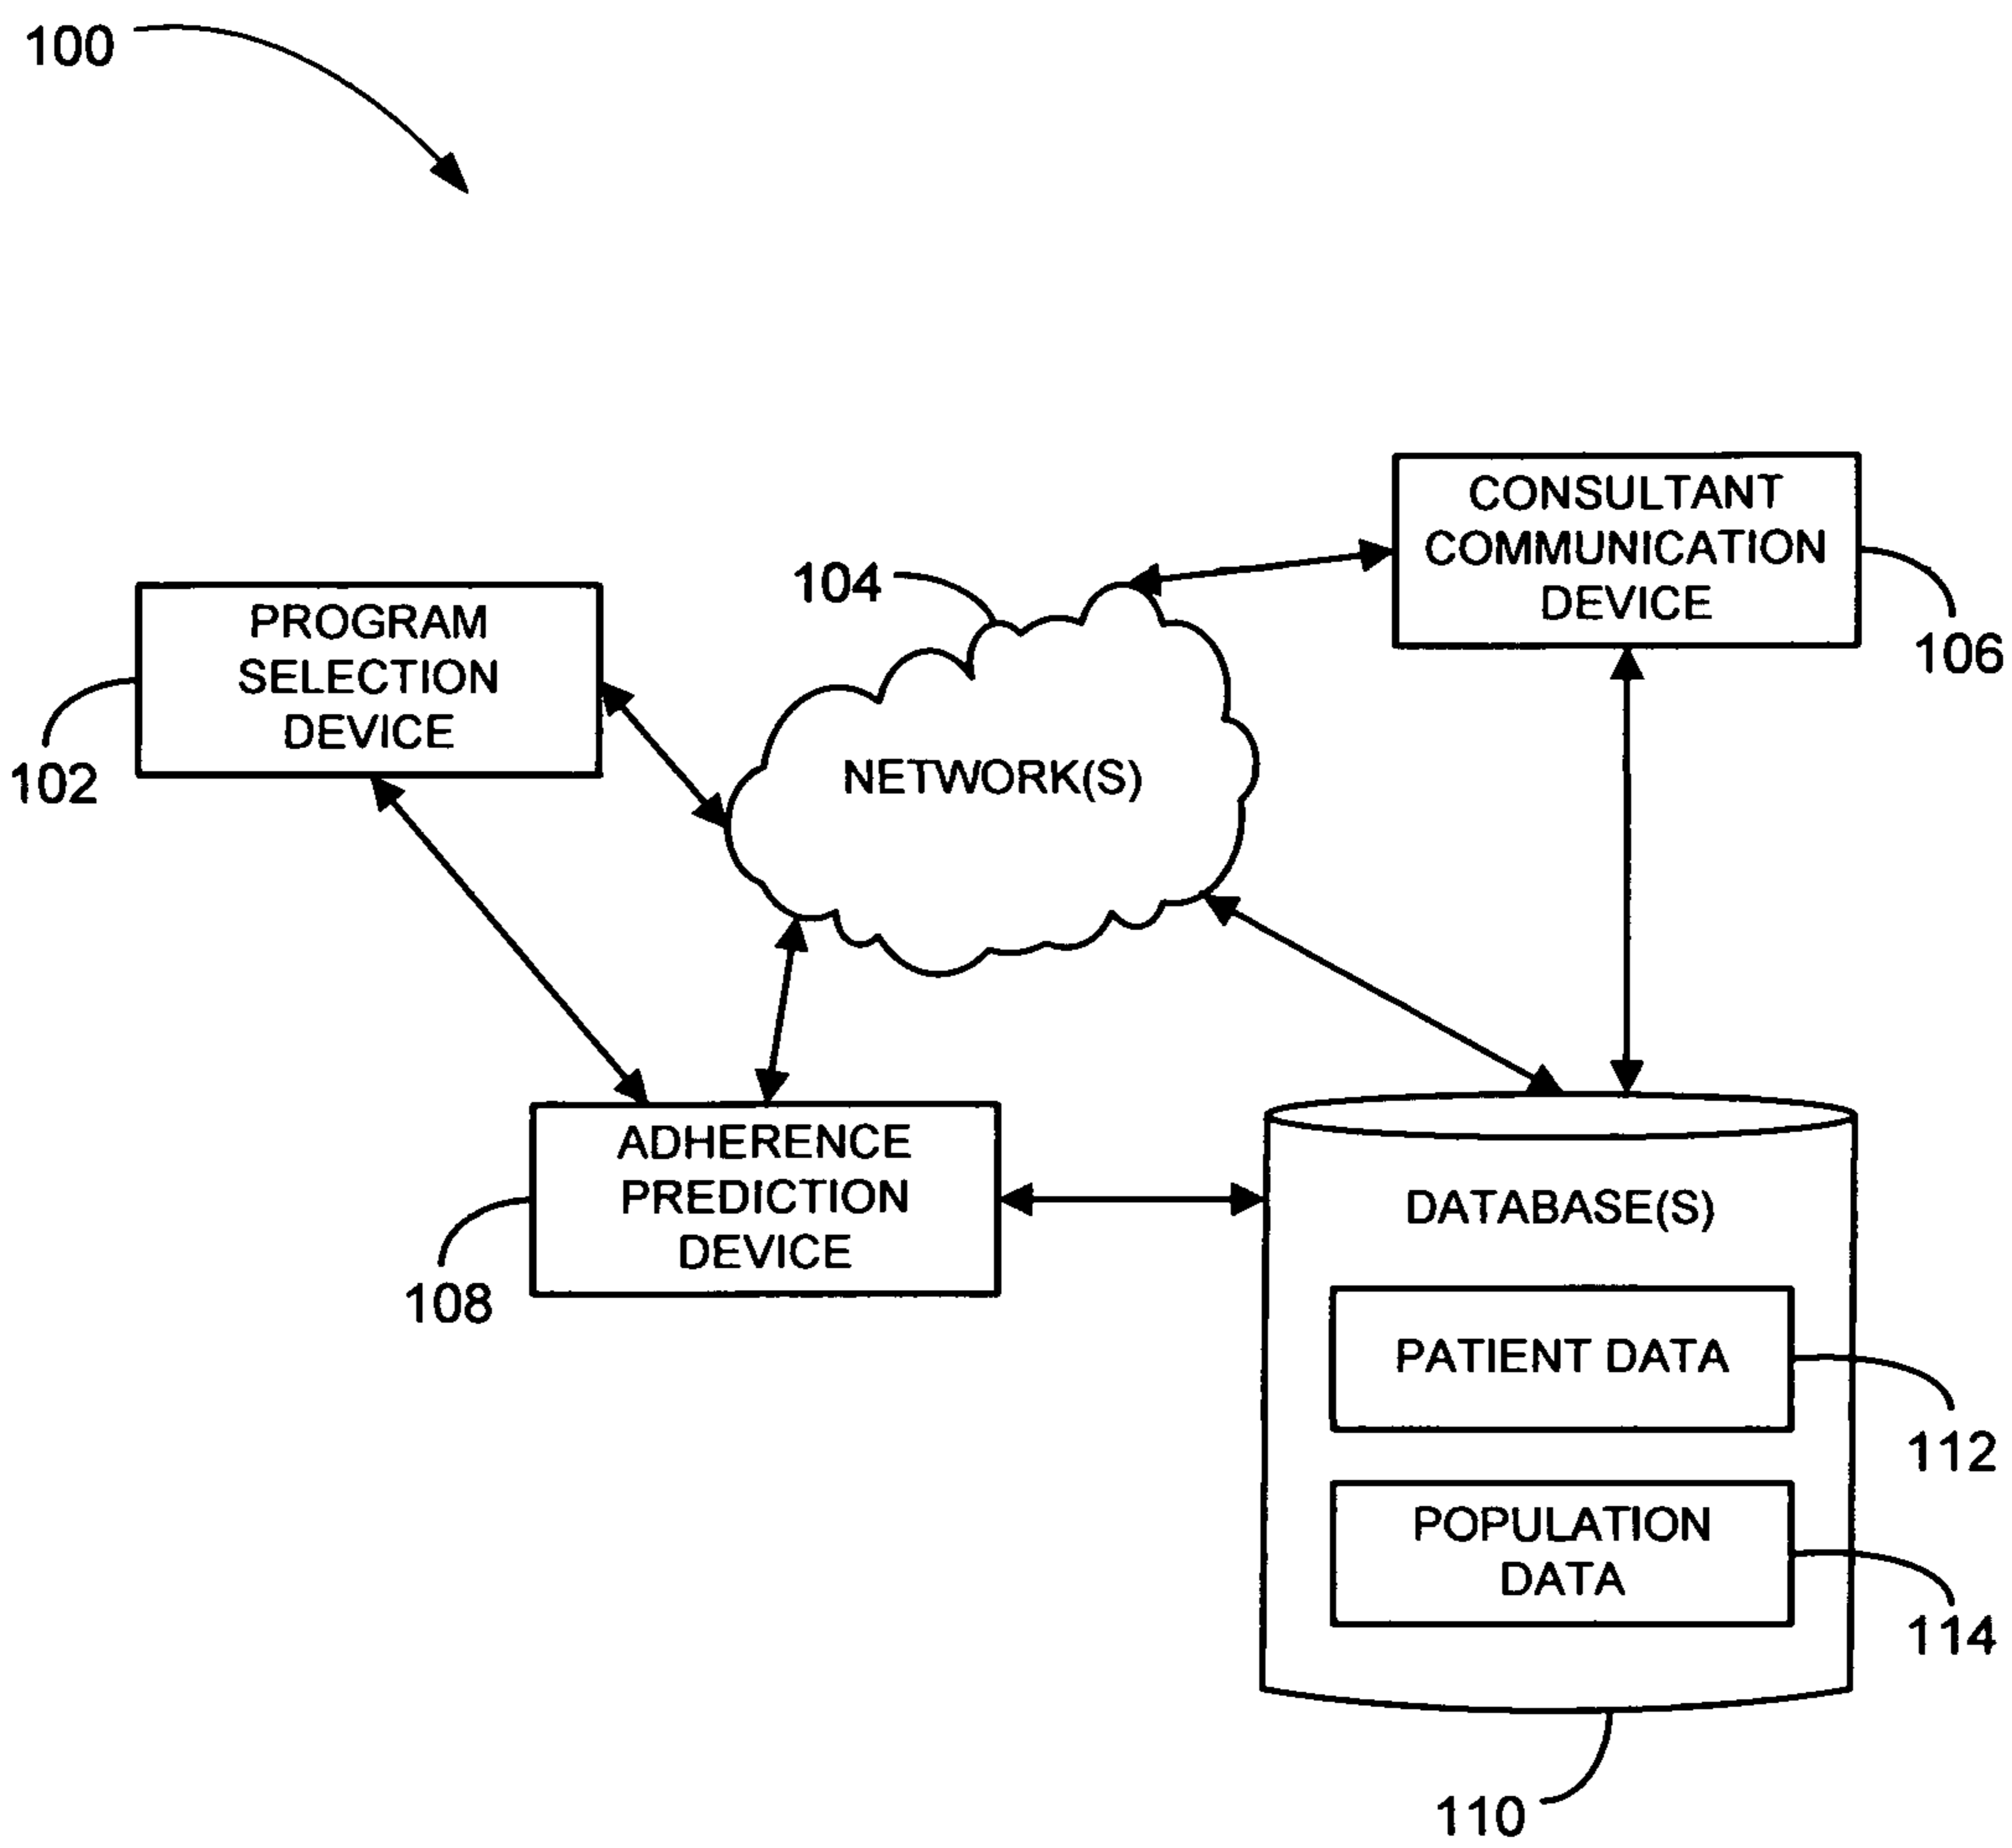 100
CONSULTANT
COMMUNICATION
DEVICE
106
104
PROGRAM
SELECTION
DEVICE
102
NETWORK(S)
ADHERENCE
PREDICTION
DEVICE
108
DATABASE(S)
PATIENT DATA
112
POPULATION
DATA
114
110